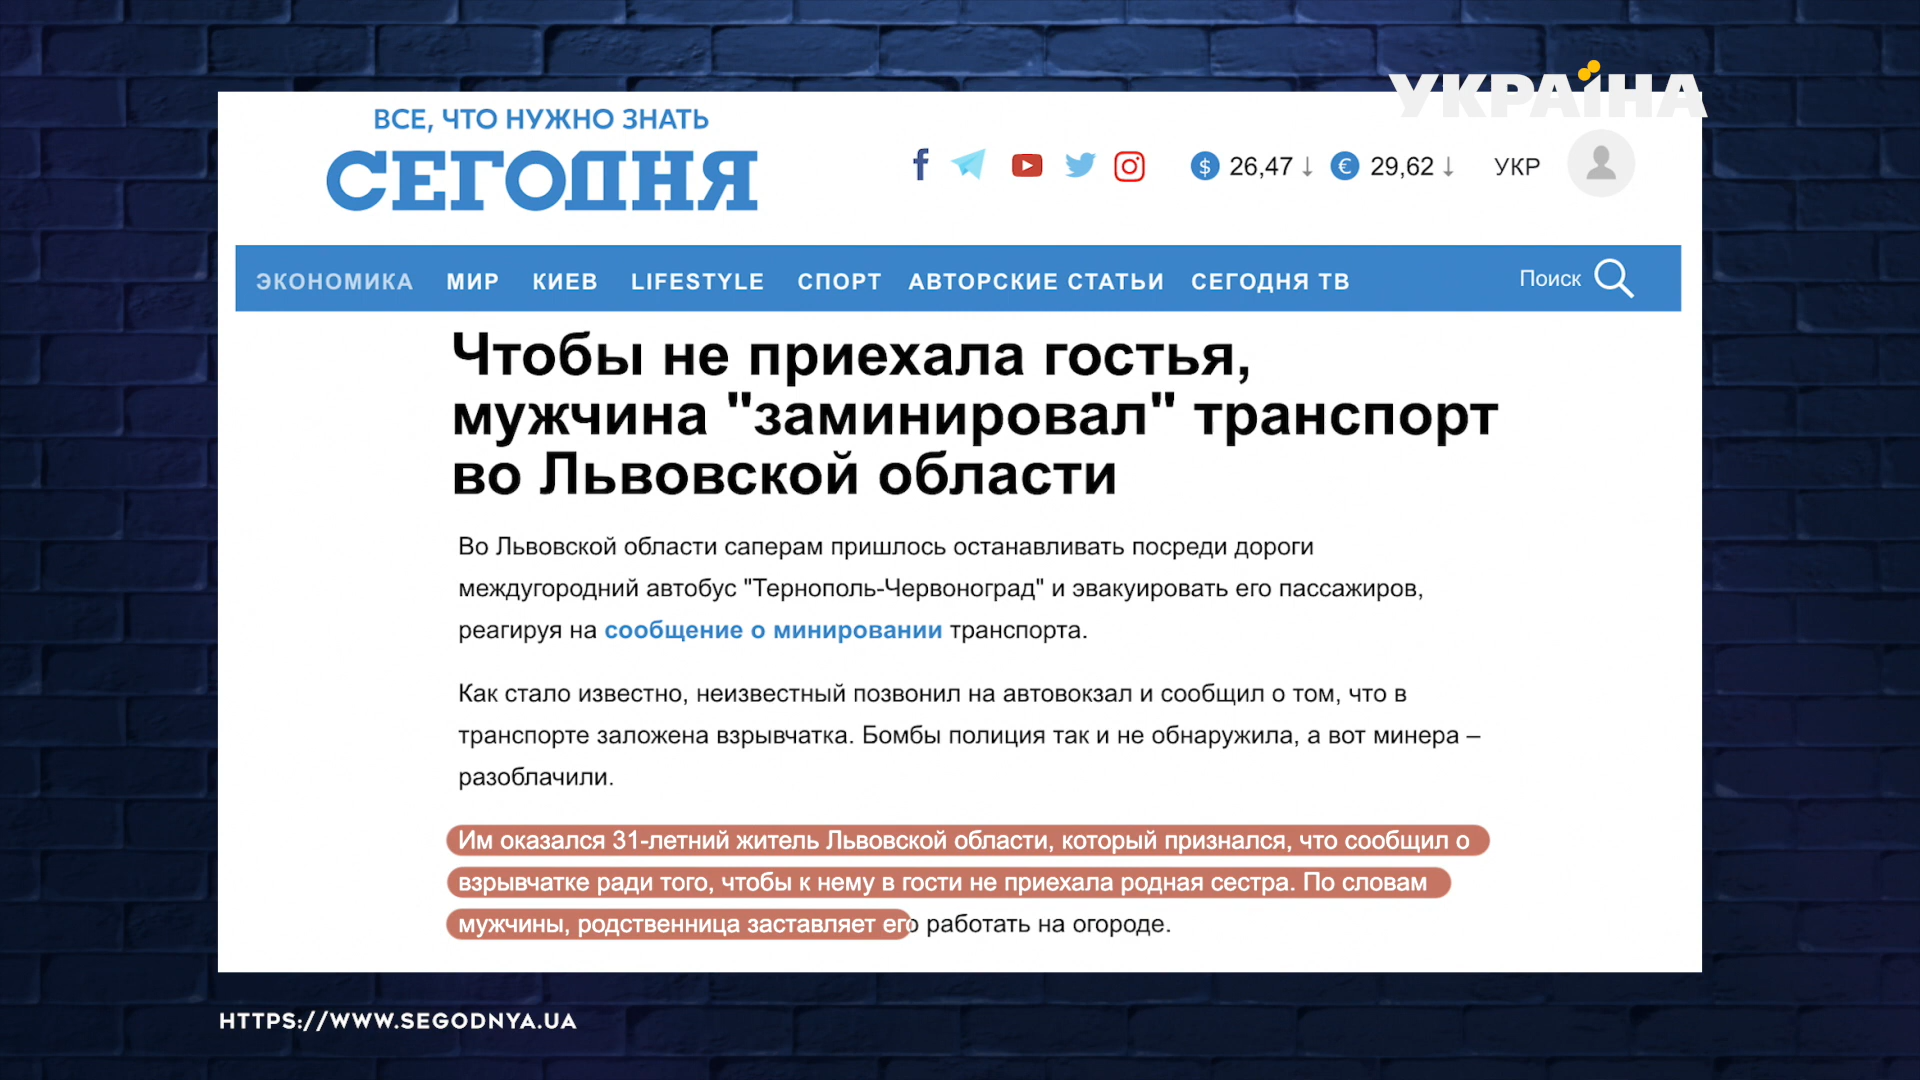 УКРАЇНА
ВСЕ, ЧТО НУЖНО ЗНАТЬ
СЕГОДНЯ
$ 26,47 ↓ € 29,62 ↓ УКР
ЭКОНОМИКА МИР КИЕВ LIFESTYLE СПОРТ АВТОРСКИЕ СТАТЬИ СЕГОДНЯ ТВ Поиск
Чтобы не приехала гостья,
мужчина "заминировал" транспорт
во Львовской области
Во Львовской области саперам пришлось останавливать посреди дороги
междугородний автобус "Тернополь-Червоноград" и эвакуировать его пассажиров,
реагируя на сообщение о минировании транспорта.
Как стало известно, неизвестный позвонил на автовокзал и сообщил о том, что в
транспорте заложена взрывчатка. Бомбы полиция так и не обнаружила, а вот минера –
разоблачили.
Им оказался 31-летний житель Львовской области, который признался, что сообщил о
взрывчатке ради того, чтобы к нему в гости не приехала родная сестра. По словам
мужчины, родственница заставляет его работать на огороде.
HTTPS://WWW.SEGODNYA.UA